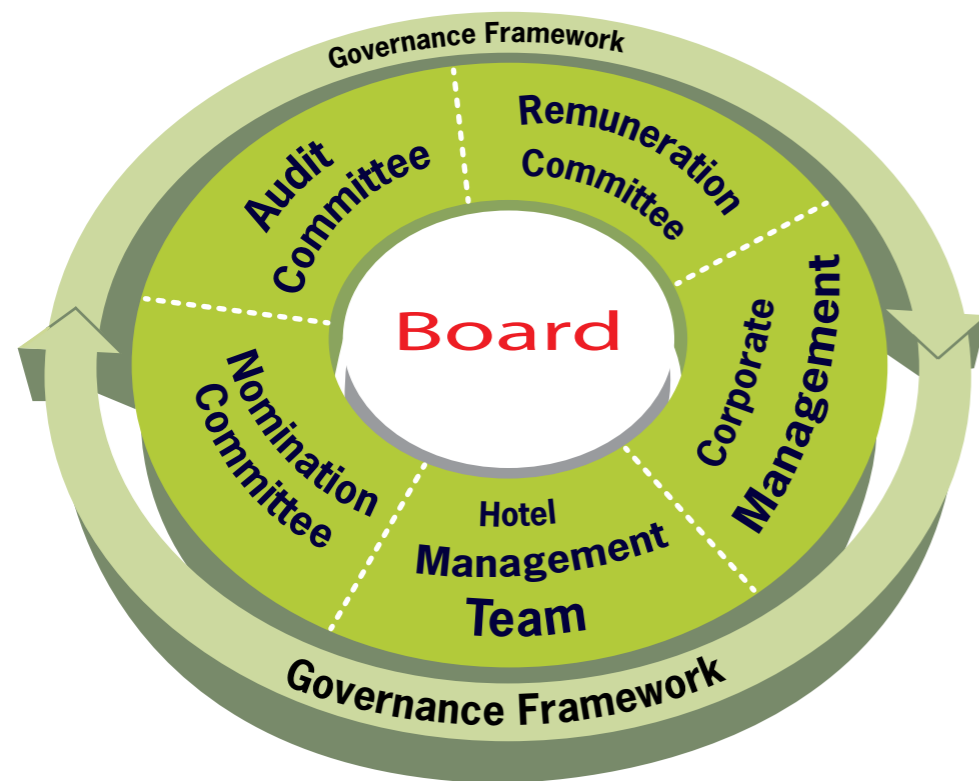 Governance Framework
Audit
Committee
Remuneration
Committee
Board
Corporate
Management
Nomination
Committee
Hotel
Management
Team
Governance Framework